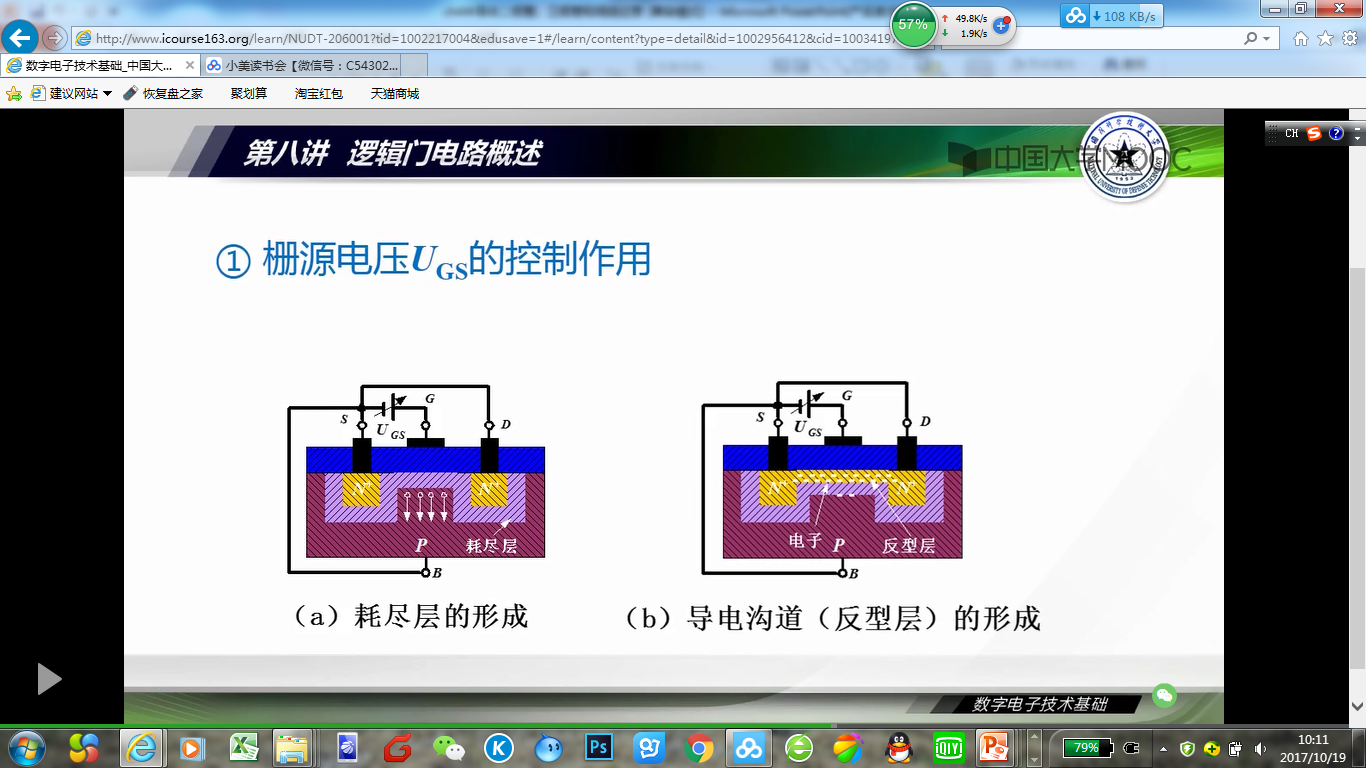 57%
49.8K/s
1.9K/s
108 KB/s
http://www.icourse163.org/learn/NUDT-206001?tid=1002217004&edusave=1#/learn/content?type=detail&id=1002956412&cid=100341
数字电子技术基础_中国大...
小美读书会【微信号：C54302...
建议网站
恢复盘之家
聚划算
淘宝红包
天猫商城
CH
第八讲 逻辑门电路概述
中国大学MOOC
NATIONAL UNIVERSITY OF DEFENSE TECHNOLOGY
1953
① 栅源电压UGS的控制作用
S
UGS
G
D
N+
N+
P
耗尽层
B
（a）耗尽层的形成
S
UGS
G
D
N+
N+
电子
P
反型层
B
（b）导电沟道（反型层）的形成
数字电子技术基础
79%
10:11
2017/10/19